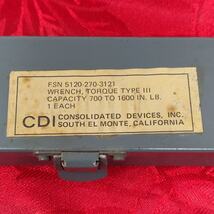 FSN 5120-270-3121
WRENCH, TORQUE TYPE III
CAPACITY 700 TO 1600 IN. LB.
1 EACH
CDI CONSOLIDATED DEVICES, INC.
SOUTH EL MONTE, CALIFORNIA